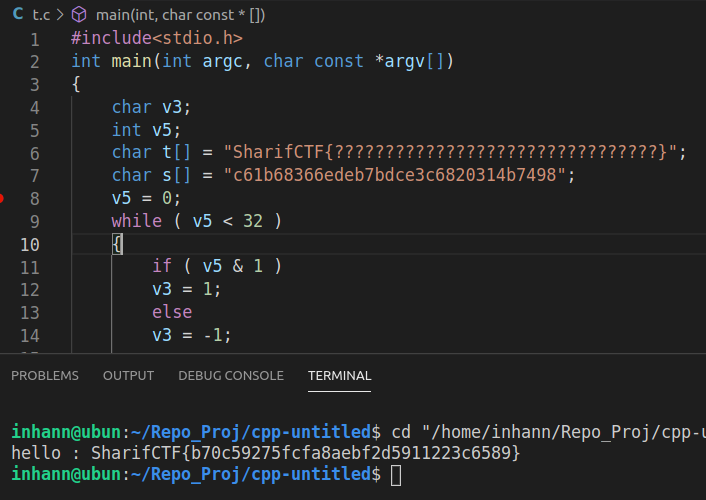 t.c > main(int, char const * [])
1 #include<stdio.h>
2 int main(int argc, char const *argv[])
3 {
4 char v3;
5 int v5;
6 char t[] = "SharifCTF{????????????????????????????????}";
7 char s[] = "c61b68366edeb7bdce3c6820314b7498";
8 v5 = 0;
9 while ( v5 < 32 )
10 {
11 if ( v5 & 1 )
12 v3 = 1;
13 else
14 v3 = -1;
PROBLEMS OUTPUT DEBUG CONSOLE TERMINAL
inhann@ubun:~/Repo_Proj/cpp-untitled$ cd "/home/inhann/Repo_Proj/cpp-u
hello : SharifCTF{b70c59275fcfa8aebf2d5911223c6589}
inhann@ubun:~/Repo_Proj/cpp-untitled$